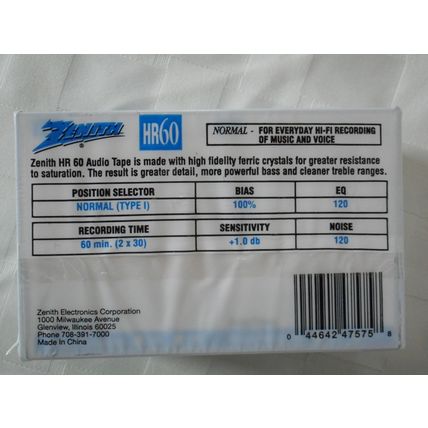 ZENITH ®
HR60
NORMAL - FOR EVERYDAY HI-FI RECORDING
OF MUSIC AND VOICE
Zenith HR 60 Audio Tape is made with high fidelity ferric crystals for greater resistance
to saturation. The result is greater detail, more powerful bass and cleaner treble ranges.
POSITION SELECTOR BIAS EQ
NORMAL (TYPE I) 100% 120
RECORDING TIME SENSITIVITY NOISE
60 min. (2 x 30) +1.0 db 120
Zenith Electronics Corporation
1000 Milwaukee Avenue
Glenview, Illinois 60025
Phone 708-391-7000
Made In China
0 44642 47575 8